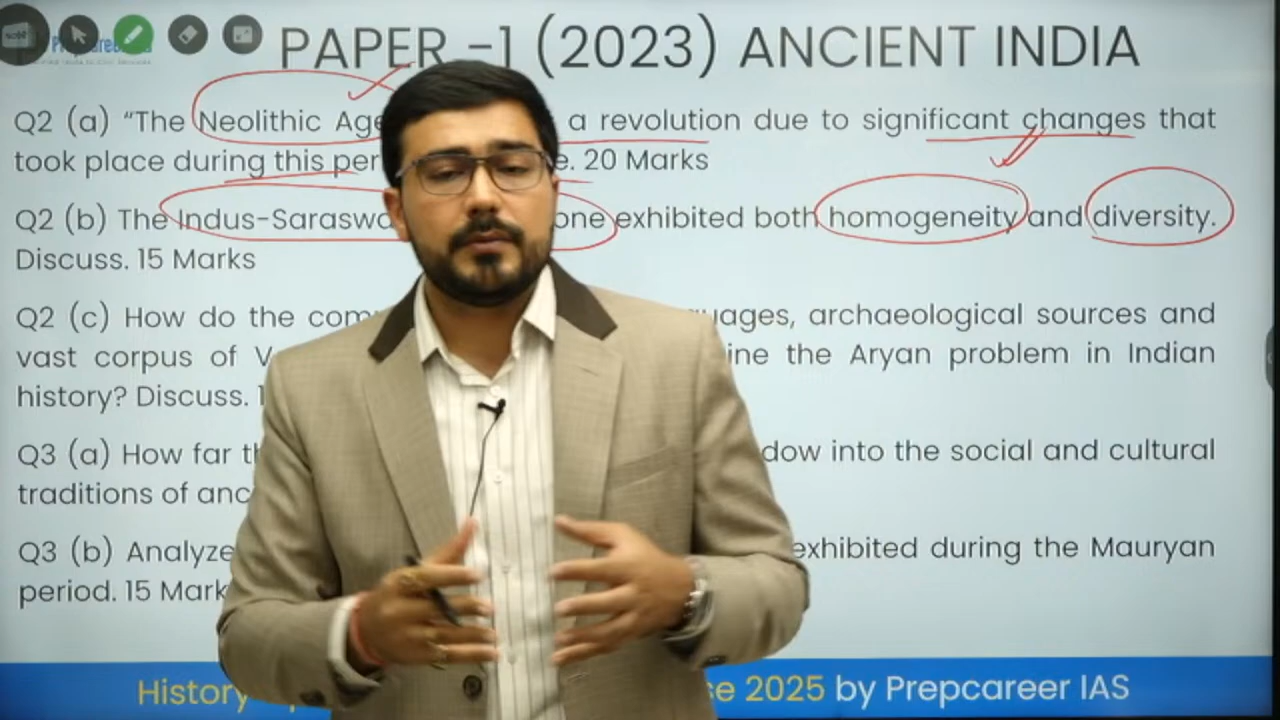 PAPER -1 (2023) ANCIENT INDIA
Q2 (a) “The Neolithic Age a revolution due to significant changes that
took place during this per e. 20 Marks
Q2 (b) The Indus-Saraswa one exhibited both homogeneity and diversity.
Discuss. 15 Marks
Q2 (c) How do the com uages, archaeological sources and
vast corpus of V ine the Aryan problem in Indian
history? Discuss. 1
Q3 (a) How far th dow into the social and cultural
traditions of anc
Q3 (b) Analyze exhibited during the Mauryan
period. 15 Mark
History se 2025 by Prepcareer IAS